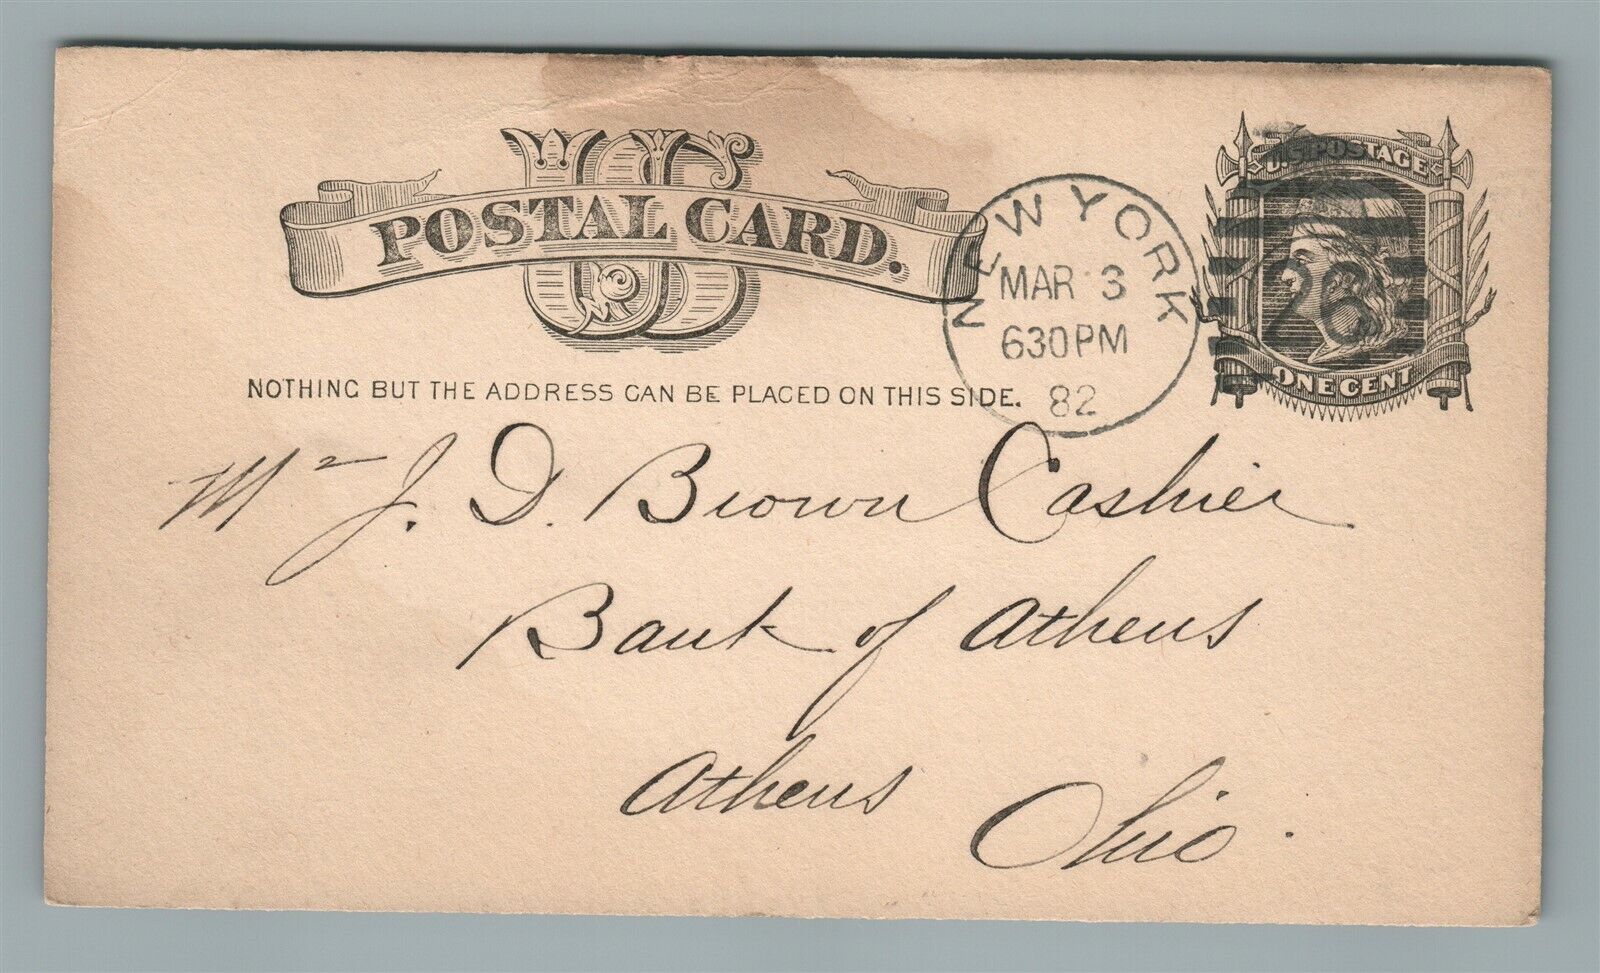 US
POSTAL CARD.
NOTHING BUT THE ADDRESS CAN BE PLACED ON THIS SIDE.
NEW YORK
MAR 3
630PM
82
U.S. POSTAGE
26
ONE CENT
Mr J. D. Brown Cashier
Bank of Athens
Athens Ohio.